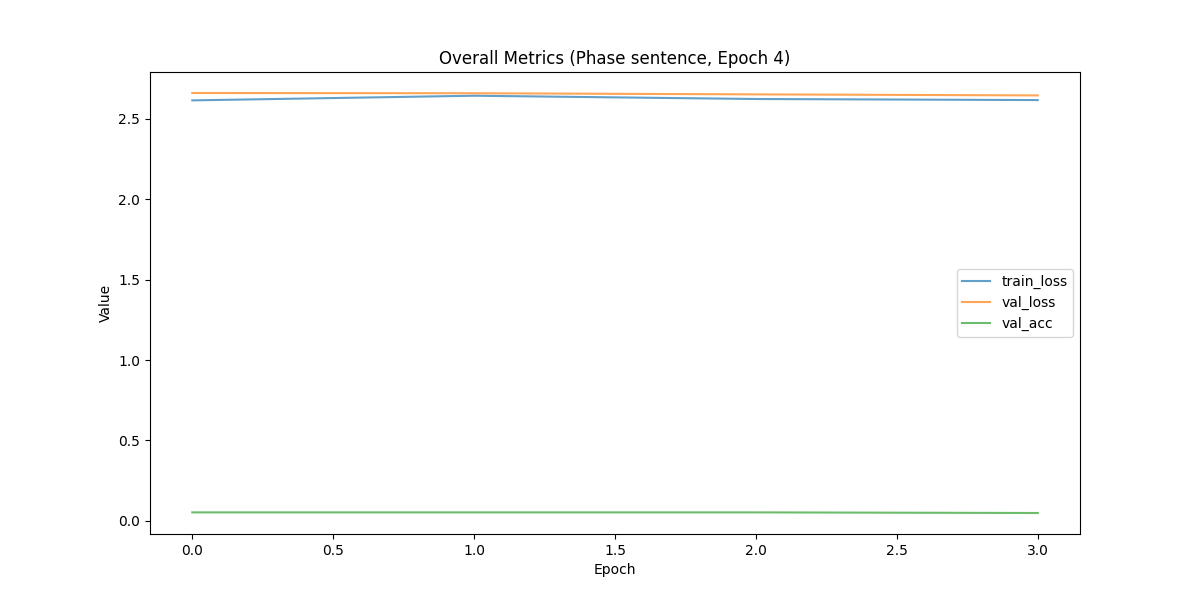 Overall Metrics (Phase sentence, Epoch 4)
2.5
2.0
1.5
1.0
0.5
0.0
Value
train_loss
val_loss
val_acc
0.0 0.5 1.0 1.5 2.0 2.5 3.0
Epoch